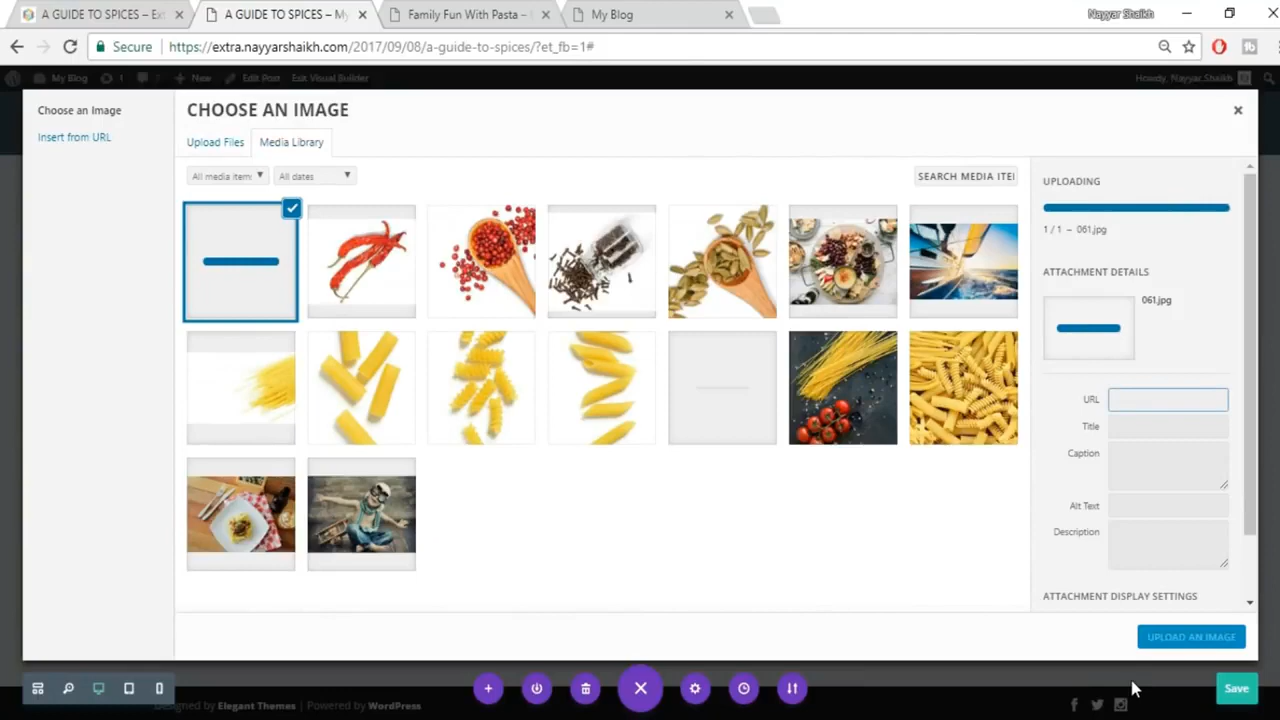 A GUIDE TO SPICES – Ex
A GUIDE TO SPICES – My
Family Fun With Pasta –
My Blog
Nayyar Shaikh
Secure
https://extra.nayyarshaikh.com/2017/09/08/a-guide-to-spices/?et_fb=1#
My Blog
1
New
Edit Post
Exit Visual Builder
Howdy, Nayyar Shaikh
Choose an Image
Insert from URL
CHOOSE AN IMAGE
Upload Files
Media Library
All media item
All dates
SEARCH MEDIA ITE
UPLOADING
1 / 1 – 061.jpg
ATTACHMENT DETAILS
061.jpg
URL
Title
Caption
Alt Text
Description
ATTACHMENT DISPLAY SETTINGS
UPLOAD AN IMAGE
Save
Designed by Elegant Themes | Powered by WordPress